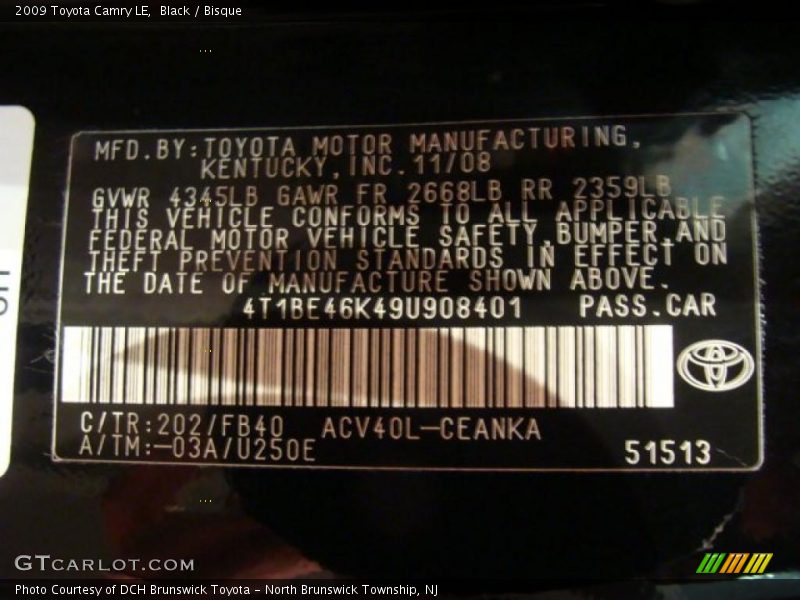 2009 Toyota Camry LE,  Black / Bisque
MFD.BY:TOYOTA MOTOR MANUFACTURING,
KENTUCKY,INC.11/08
GVWR 4345LB GAWR FR 2668LB RR 2359LB
THIS VEHICLE CONFORMS TO ALL APPLICABLE
FEDERAL MOTOR VEHICLE SAFETY,BUMPER,AND
THEFT PREVENTION STANDARDS IN EFFECT ON
THE DATE OF MANUFACTURE SHOWN ABOVE.
4T1BE46K49U908401 PASS.CAR
C/TR:202/FB40 ACV40L-CEANKA
A/TM:-03A/U250E
51513
GTCARLOT.COM
Photo Courtesy of DCH Brunswick Toyota - North Brunswick Township, NJ